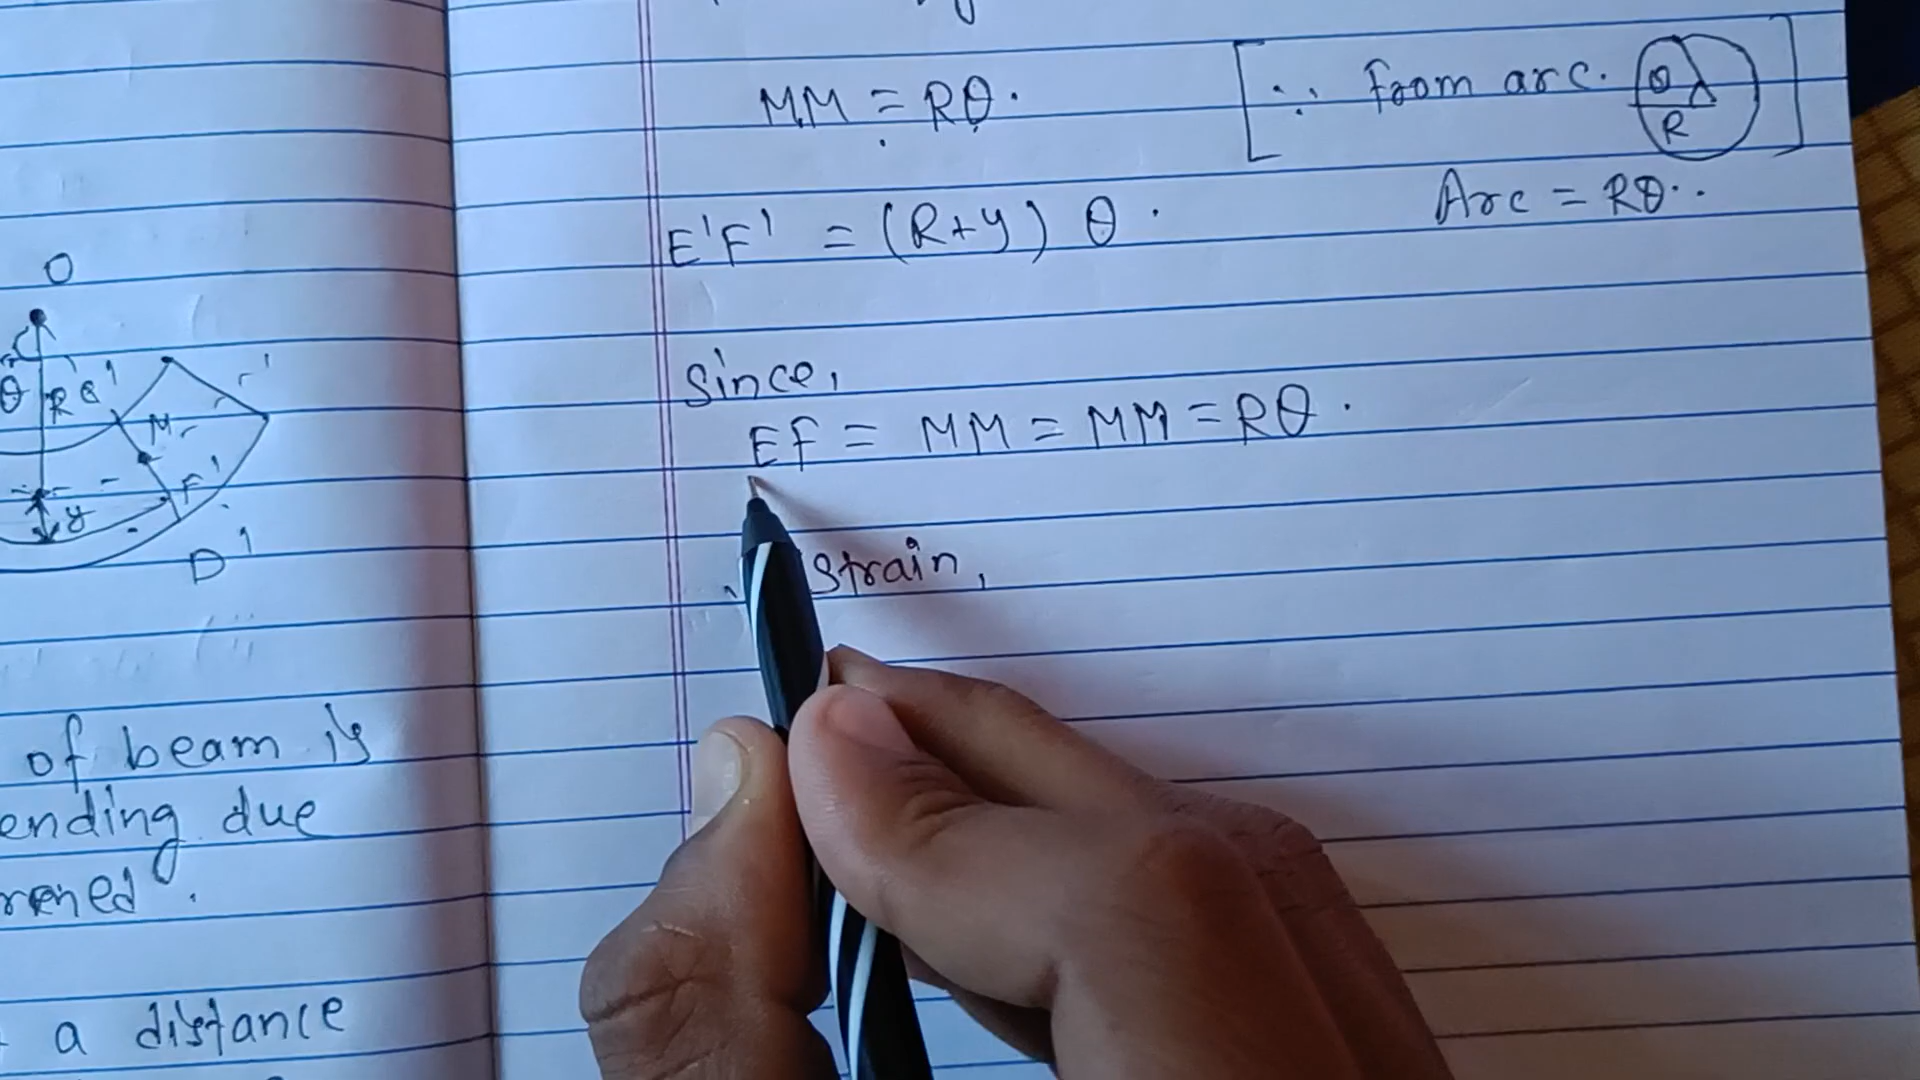 MM = Rθ.
[∵ from arc. θ R]
Arc = Rθ..
E'F' = (R+y) θ.
Since,
EF = MM = MM = Rθ.
Strain,
O
θ R
M
F'
y
D'
of beam is
ending due
a distance